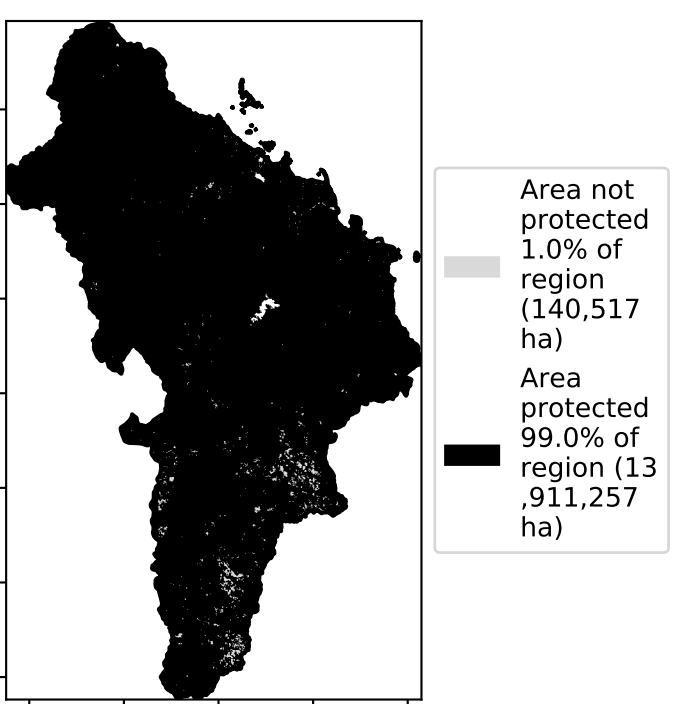 Area not
protected
1.0% of
region
(140,517
ha)
Area
protected
99.0% of
region (13
,911,257
ha)